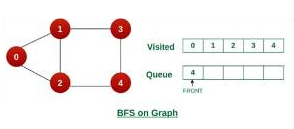 1 3
0
2 4
Visited 0 1 2 3 4
Queue 4
FRONT
BFS on Graph